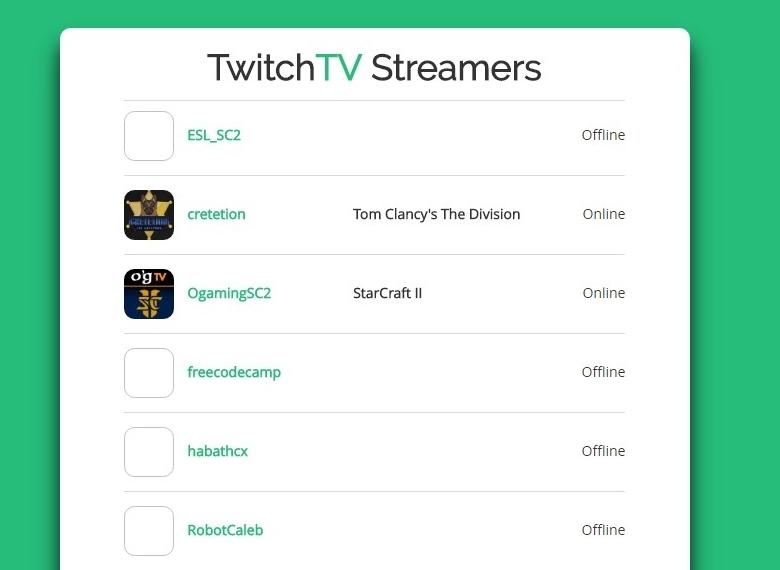 TwitchTV Streamers
ESL_SC2 Offline
cretetion Tom Clancy's The Division Online
OgTV
OgamingSC2 StarCraft II Online
freecodecamp Offline
habathcx Offline
RobotCaleb Offline